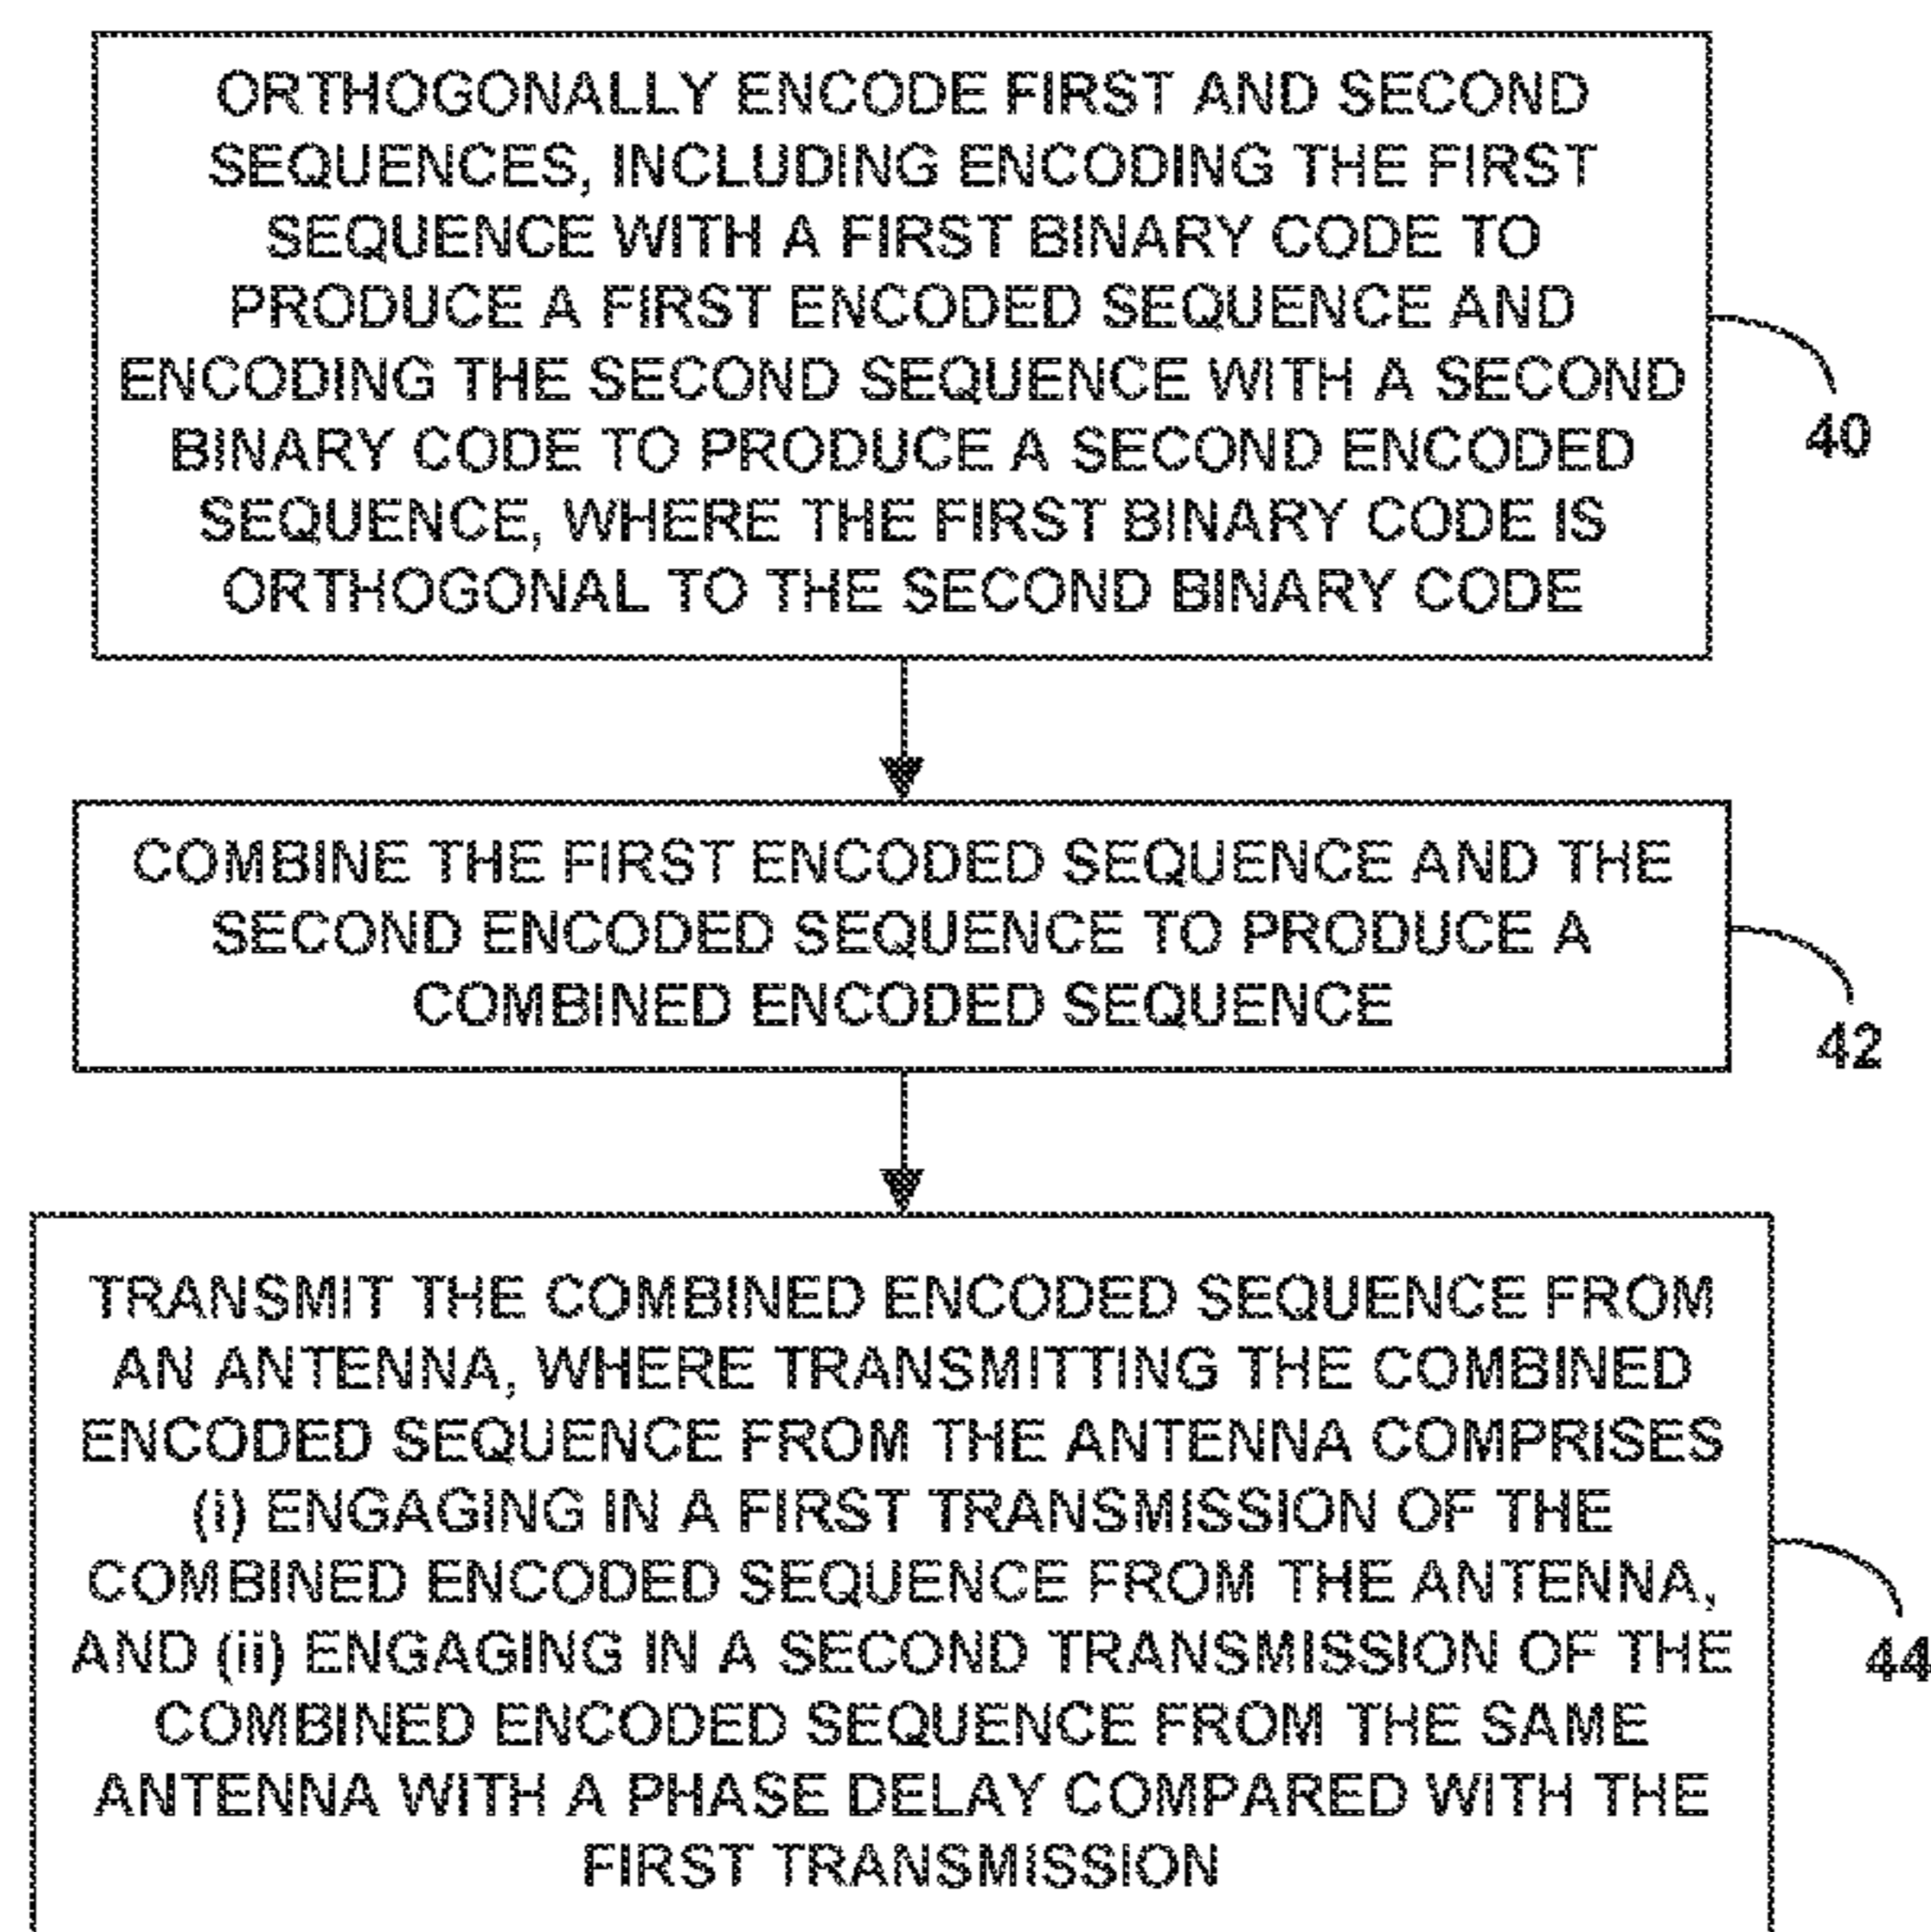 ORTHOGONALLY ENCODE FIRST AND SECOND
SEQUENCES, INCLUDING ENCODING THE FIRST
SEQUENCE WITH A FIRST BINARY CODE TO
PRODUCE A FIRST ENCODED SEQUENCE AND
ENCODING THE SECOND SEQUENCE WITH A SECOND
BINARY CODE TO PRODUCE A SECOND ENCODED
SEQUENCE, WHERE THE FIRST BINARY CODE IS
ORTHOGONAL TO THE SECOND BINARY CODE
40
COMBINE THE FIRST ENCODED SEQUENCE AND THE
SECOND ENCODED SEQUENCE TO PRODUCE A
COMBINED ENCODED SEQUENCE
42
TRANSMIT THE COMBINED ENCODED SEQUENCE FROM
AN ANTENNA, WHERE TRANSMITTING THE COMBINED
ENCODED SEQUENCE FROM THE ANTENNA COMPRISES
(i) ENGAGING IN A FIRST TRANSMISSION OF THE
COMBINED ENCODED SEQUENCE FROM THE ANTENNA,
AND (ii) ENGAGING IN A SECOND TRANSMISSION OF THE
COMBINED ENCODED SEQUENCE FROM THE SAME
ANTENNA WITH A PHASE DELAY COMPARED WITH THE
FIRST TRANSMISSION
44